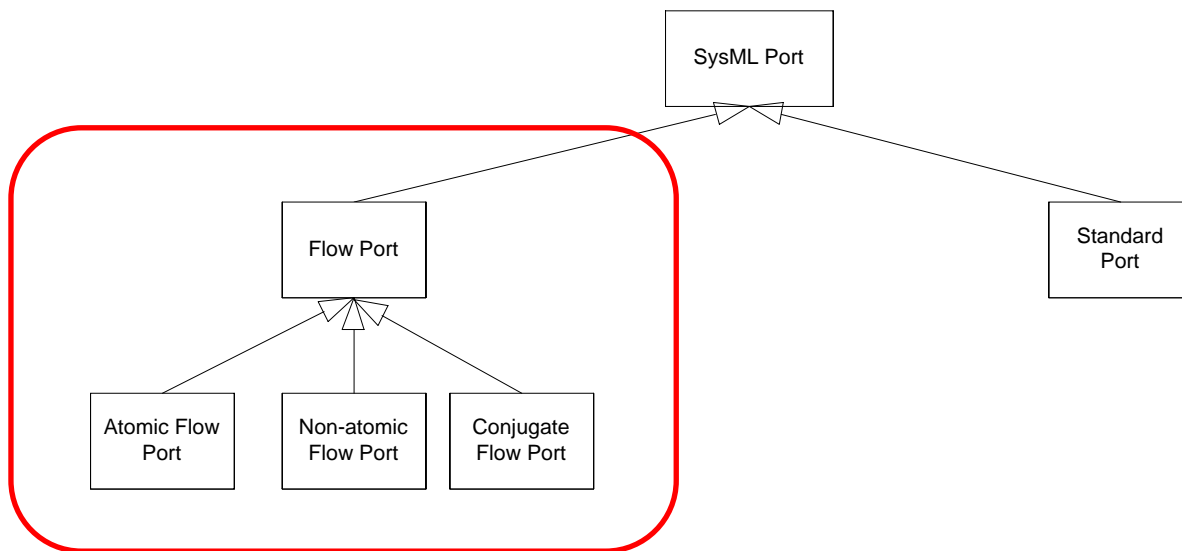 SysML Port
Flow Port
Standard
Port
Atomic Flow
Port
Non-atomic
Flow Port
Conjugate
Flow Port